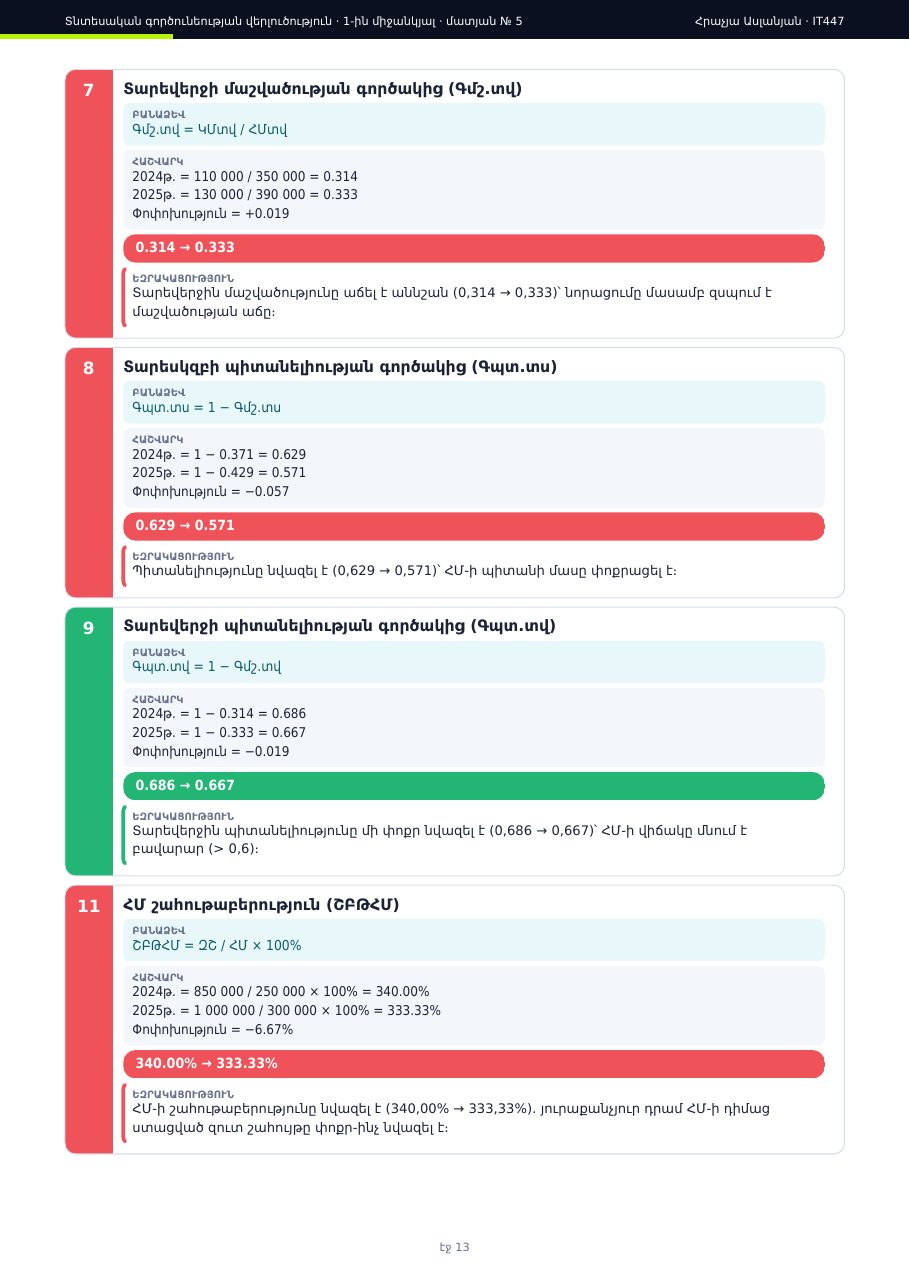 Տնտեսական գործունեության վերլուծություն · 1-ին միջանկյալ · մատյան № 5
Հրաչյա Ասլանյան · IT447
7
Տարեվերջի մաշվածության գործակից (Գմշ.տվ)
ԲԱՆԱՁԵՎ
Գմշ.տվ = ԿՄտվ / ՀՄտվ
ՀԱՇՎԱՐԿ
2024թ. = 110 000 / 350 000 = 0.314
2025թ. = 130 000 / 390 000 = 0.333
Փոփոխություն = +0.019
0.314 → 0.333
ԵԶՐԱԿԱՑՈՒԹՅՈՒՆ
Տարեվերջին մաշվածությունը աճել է աննշան (0,314 → 0,333)՝ նորացումը մասամբ զսպում է
մաշվածության աճը։
8
Տարեսկզբի պիտանելիության գործակից (Գպտ.տս)
ԲԱՆԱՁԵՎ
Գպտ.տս = 1 − Գմշ.տս
ՀԱՇՎԱՐԿ
2024թ. = 1 − 0.371 = 0.629
2025թ. = 1 − 0.429 = 0.571
Փոփոխություն = −0.057
0.629 → 0.571
ԵԶՐԱԿԱՑՈՒԹՅՈՒՆ
Պիտանելիությունը նվազել է (0,629 → 0,571)՝ ՀՄ-ի պիտանի մասը փոքրացել է։
9
Տարեվերջի պիտանելիության գործակից (Գպտ.տվ)
ԲԱՆԱՁԵՎ
Գպտ.տվ = 1 − Գմշ.տվ
ՀԱՇՎԱՐԿ
2024թ. = 1 − 0.314 = 0.686
2025թ. = 1 − 0.333 = 0.667
Փոփոխություն = −0.019
0.686 → 0.667
ԵԶՐԱԿԱՑՈՒԹՅՈՒՆ
Տարեվերջին պիտանելիությունը մի փոքր նվազել է (0,686 → 0,667)՝ ՀՄ-ի վիճակը մնում է
բավարար (> 0,6)։
11
ՀՄ շահութաբերություն (ՇԲԹՀՄ)
ԲԱՆԱՁԵՎ
ՇԲԹՀՄ = ԶՇ / ՀՄ × 100%
ՀԱՇՎԱՐԿ
2024թ. = 850 000 / 250 000 × 100% = 340.00%
2025թ. = 1 000 000 / 300 000 × 100% = 333.33%
Փոփոխություն = −6.67%
340.00% → 333.33%
ԵԶՐԱԿԱՑՈՒԹՅՈՒՆ
ՀՄ-ի շահութաբերությունը նվազել է (340,00% → 333,33%). յուրաքանչյուր դրամ ՀՄ-ի դիմաց
ստացված զուտ շահույթը փոքր-ինչ նվազել է։
էջ 13